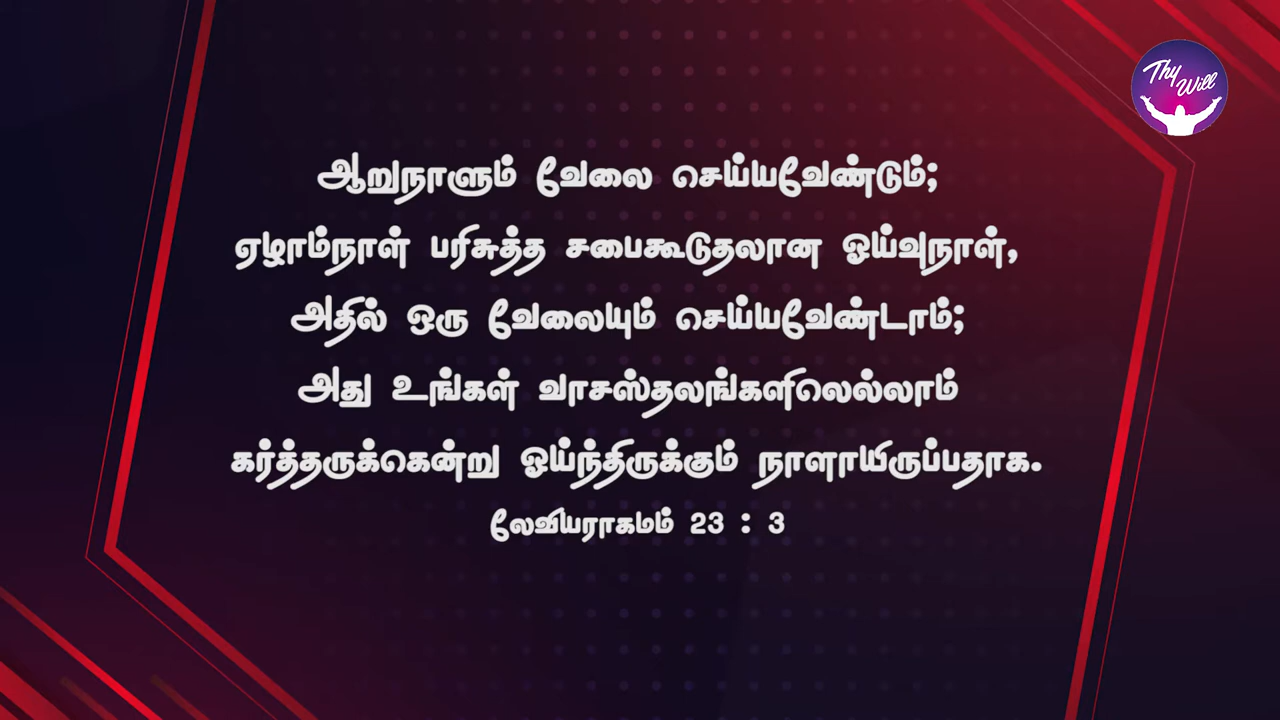 Thy Will
ஆறுநாளும் வேலை செய்யவேண்டும்;
ஏழாம்நாள் பரிசுத்த சபைகூடுதலான ஓய்வுநாள்,
அதில் ஒரு வேலையும் செய்யவேண்டாம்;
அது உங்கள் வாசஸ்தலங்களிலெல்லாம்
கர்த்தருக்கென்று ஓய்ந்திருக்கும் நாளாயிருப்பதாக.
லேவியராகமம் 23 : 3